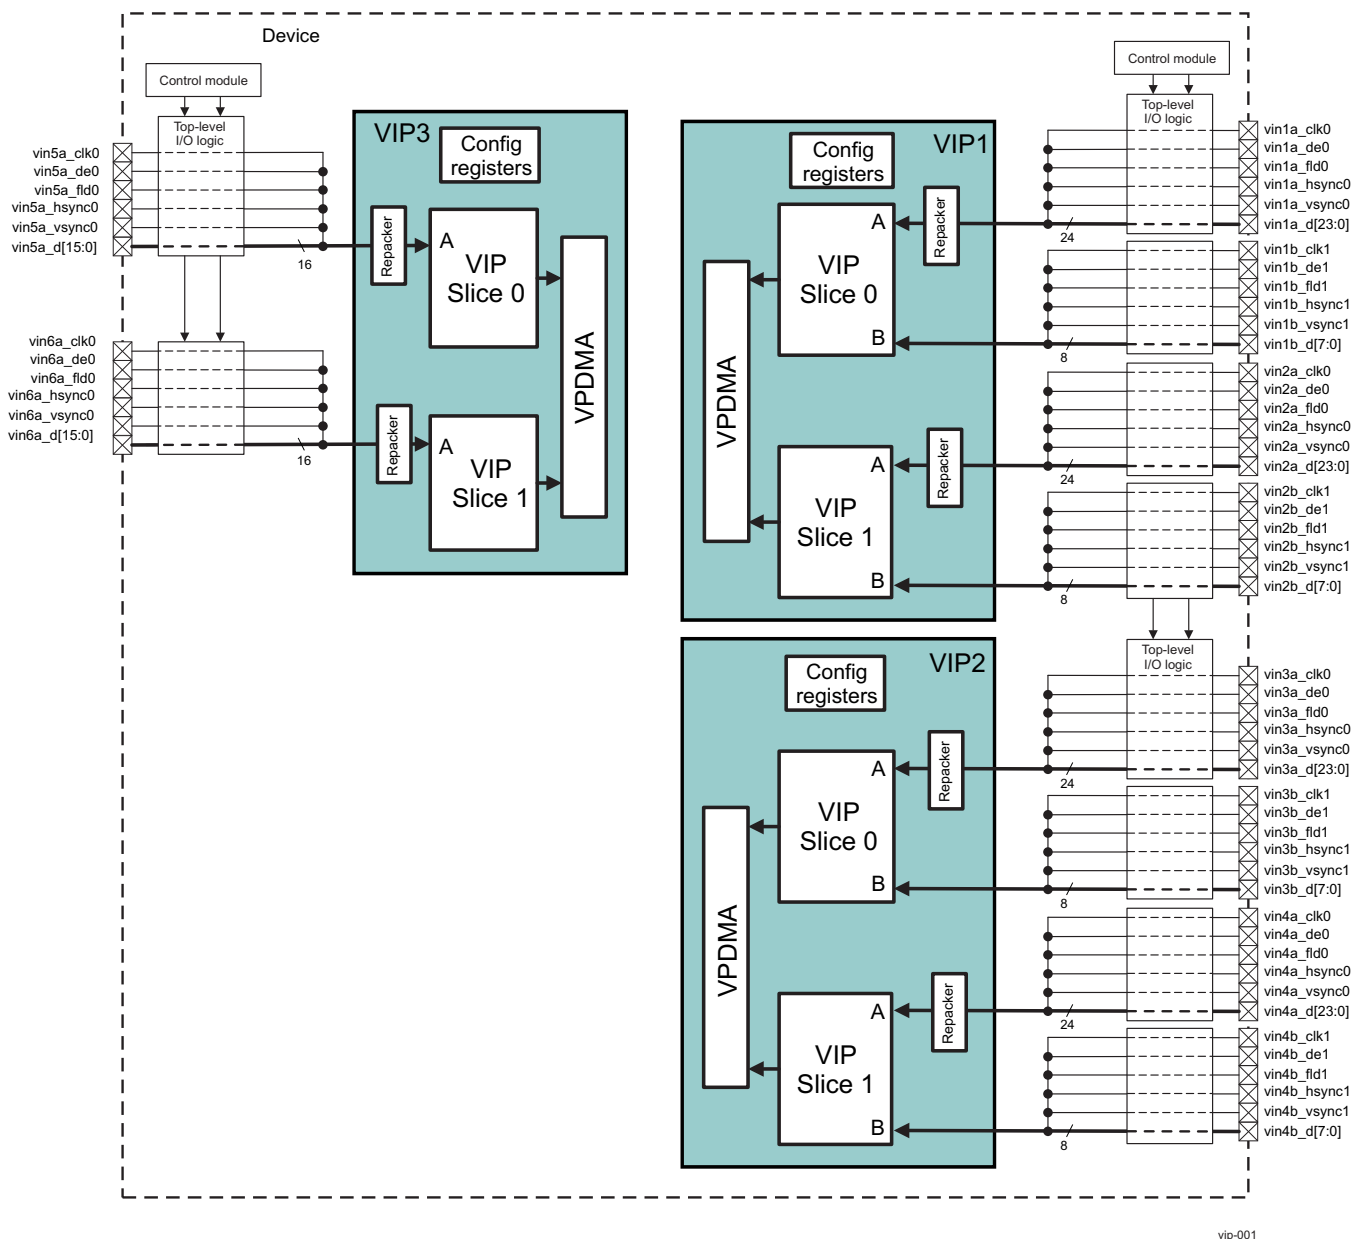 Device
Control module
Top-level
I/O logic
vin5a_clk0
vin5a_de0
vin5a_fld0
vin5a_hsync0
vin5a_vsync0
vin5a_d[15:0]
16
vin6a_clk0
vin6a_de0
vin6a_fld0
vin6a_hsync0
vin6a_vsync0
vin6a_d[15:0]
16
VIP3
Config
registers
Repacker
A
VIP
Slice 0
Repacker
A
VIP
Slice 1
VPDMA
VIP1
Config
registers
Repacker
A
VIP
Slice 0
B
Repacker
A
VIP
Slice 1
B
VPDMA
Control module
Top-level
I/O logic
vin1a_clk0
vin1a_de0
vin1a_fld0
vin1a_hsync0
vin1a_vsync0
vin1a_d[23:0]
24
vin1b_clk1
vin1b_de1
vin1b_fld1
vin1b_hsync1
vin1b_vsync1
vin1b_d[7:0]
8
vin2a_clk0
vin2a_de0
vin2a_fld0
vin2a_hsync0
vin2a_vsync0
vin2a_d[23:0]
24
vin2b_clk1
vin2b_de1
vin2b_fld1
vin2b_hsync1
vin2b_vsync1
vin2b_d[7:0]
8
VIP2
Config
registers
Repacker
A
VIP
Slice 0
B
Repacker
A
VIP
Slice 1
B
VPDMA
Top-level
I/O logic
vin3a_clk0
vin3a_de0
vin3a_fld0
vin3a_hsync0
vin3a_vsync0
vin3a_d[23:0]
24
vin3b_clk1
vin3b_de1
vin3b_fld1
vin3b_hsync1
vin3b_vsync1
vin3b_d[7:0]
8
vin4a_clk0
vin4a_de0
vin4a_fld0
vin4a_hsync0
vin4a_vsync0
vin4a_d[23:0]
24
vin4b_clk1
vin4b_de1
vin4b_fld1
vin4b_hsync1
vin4b_vsync1
vin4b_d[7:0]
8
vip-001